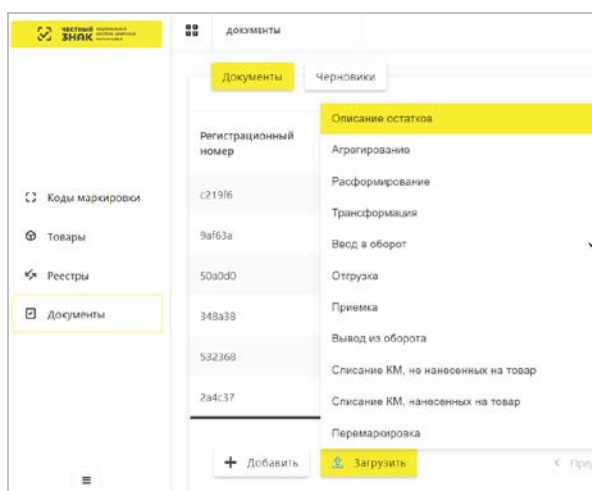 ЧЕСТНЫЙ
ЗНАК
ДОКУМЕНТЫ
Документы
Черновики
Регистрационный
номер
c219f6
9af63a
50a0d0
348a38
532368
2a4c37
Коды маркировки
Товары
Реестры
Документы
Описание остатков
Агрегирование
Расформирование
Трансформация
Ввод в оборот
Отгрузка
Приемка
Вывод из оборота
Списание КМ, не нанесенных на товар
Списание КМ, нанесенных на товар
Перемаркировка
Добавить
Загрузить